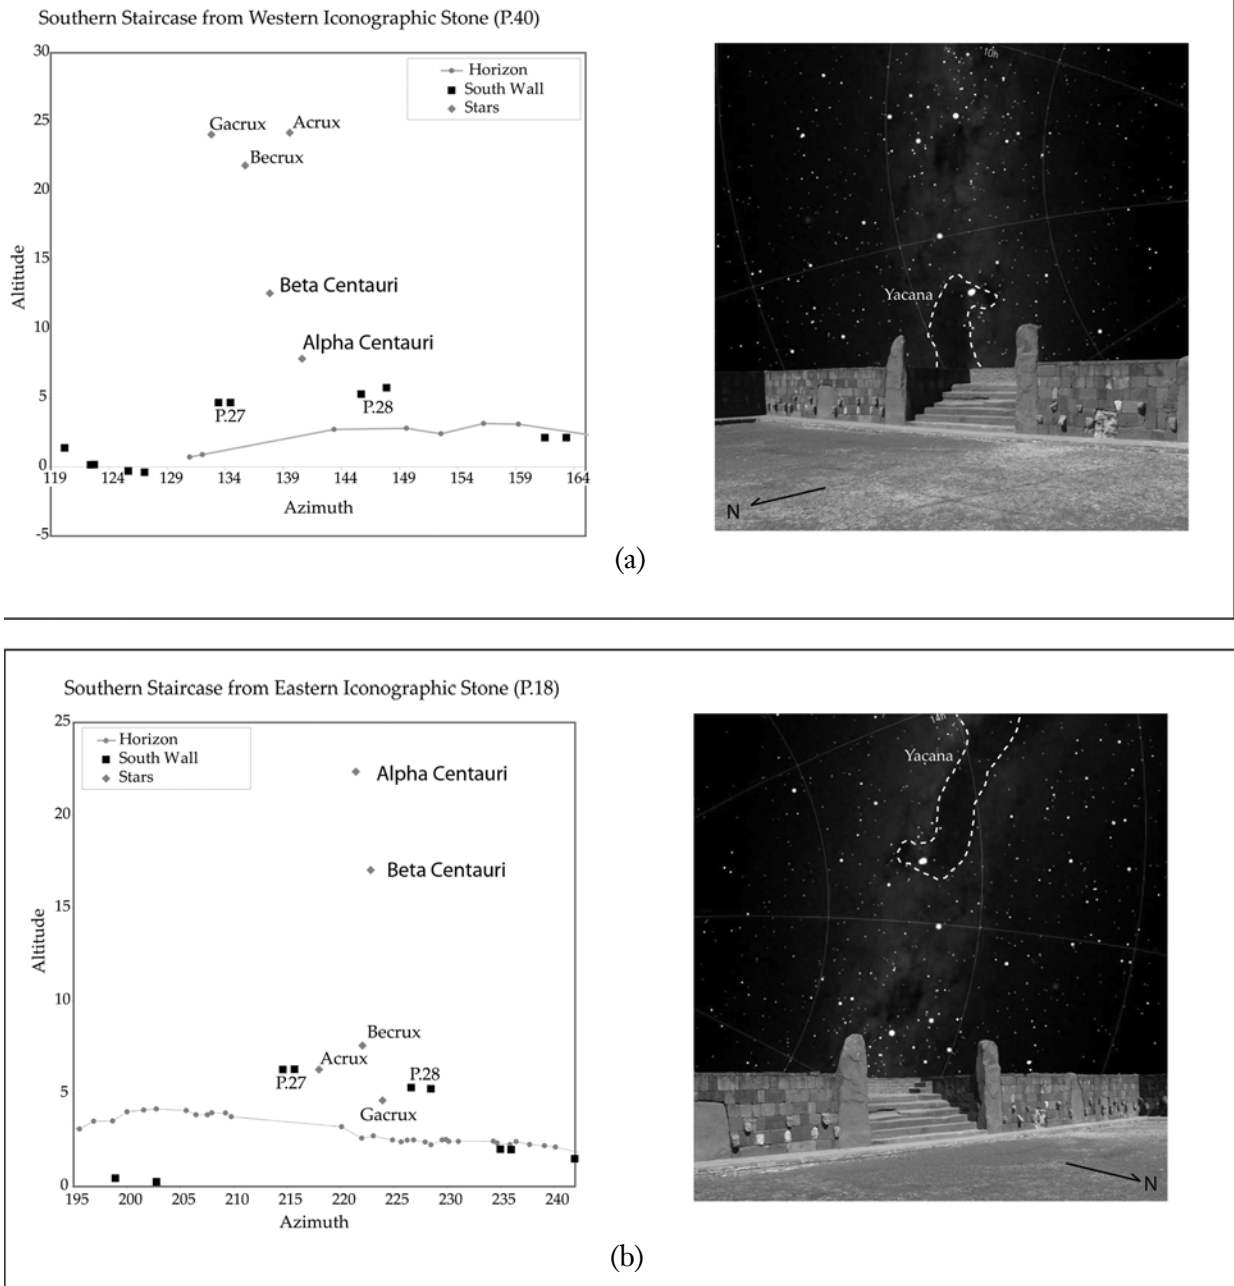 Southern Staircase from Western Iconographic Stone (P.40)
30
25
20
15
10
5
0
-5
Altitude
Horizon
South Wall
Stars
Gacrux
Acrux
Becrux
Beta Centauri
Alpha Centauri
P.27
P.28
119 124 129 134 139 144 149 154 159 164
Azimuth
10h
Yacana
N
(a)
Southern Staircase from Eastern Iconographic Stone (P.18)
25
20
15
10
5
0
Altitude
Horizon
South Wall
Stars
Alpha Centauri
Beta Centauri
Becrux
Acrux
P.27
P.28
Gacrux
195 200 205 210 215 220 225 230 235 240
Azimuth
14h
Yacana
N
(b)